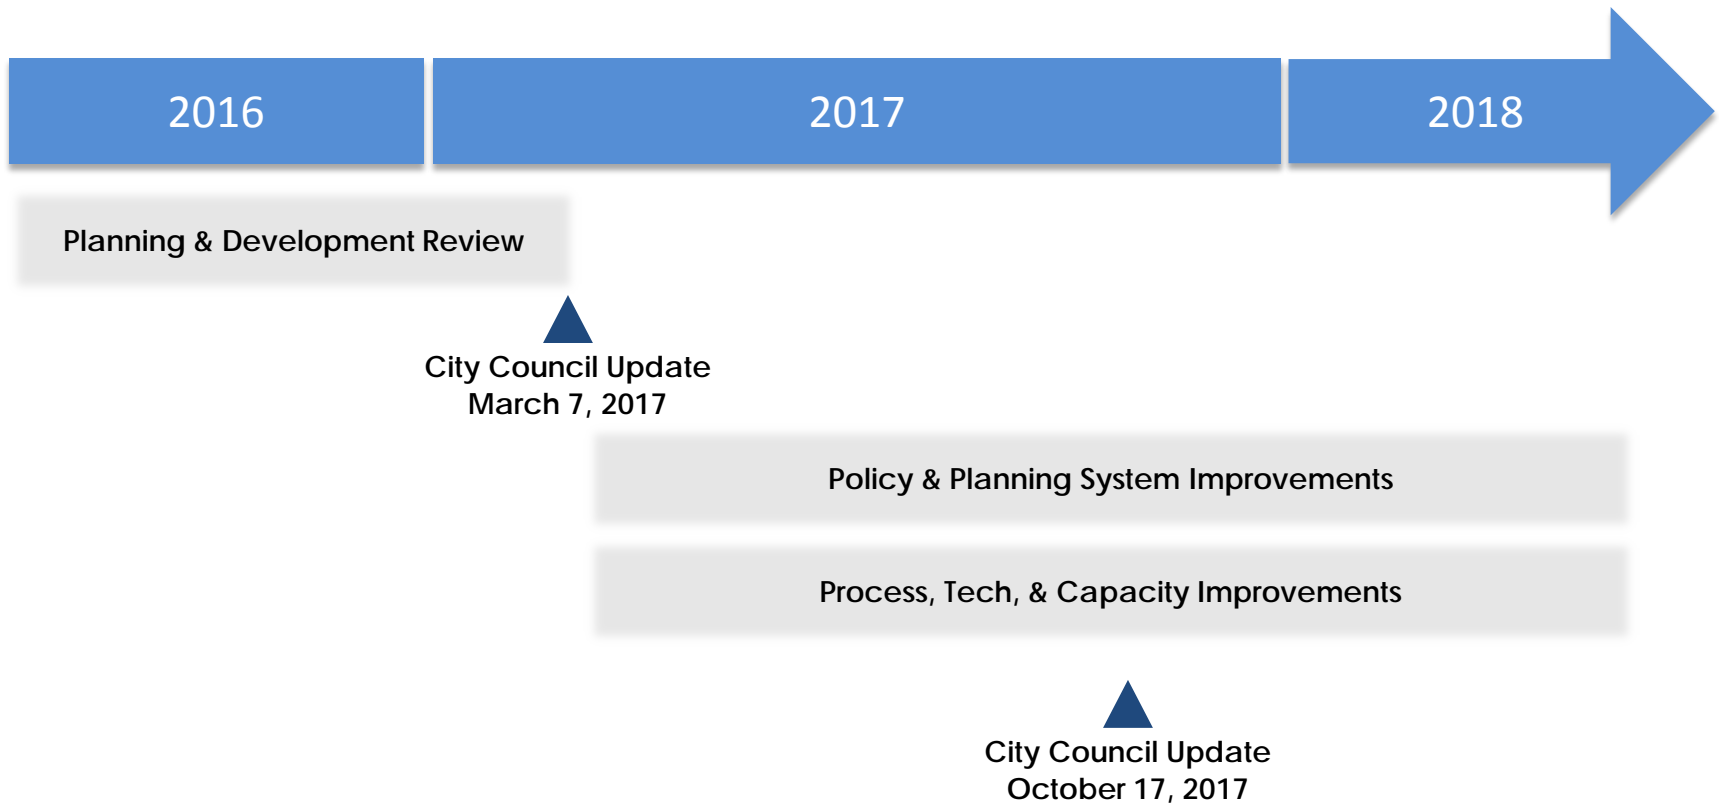 2016
2017
2018
Planning & Development Review
City Council Update
March 7, 2017
Policy & Planning System Improvements
Process, Tech, & Capacity Improvements
City Council Update
October 17, 2017